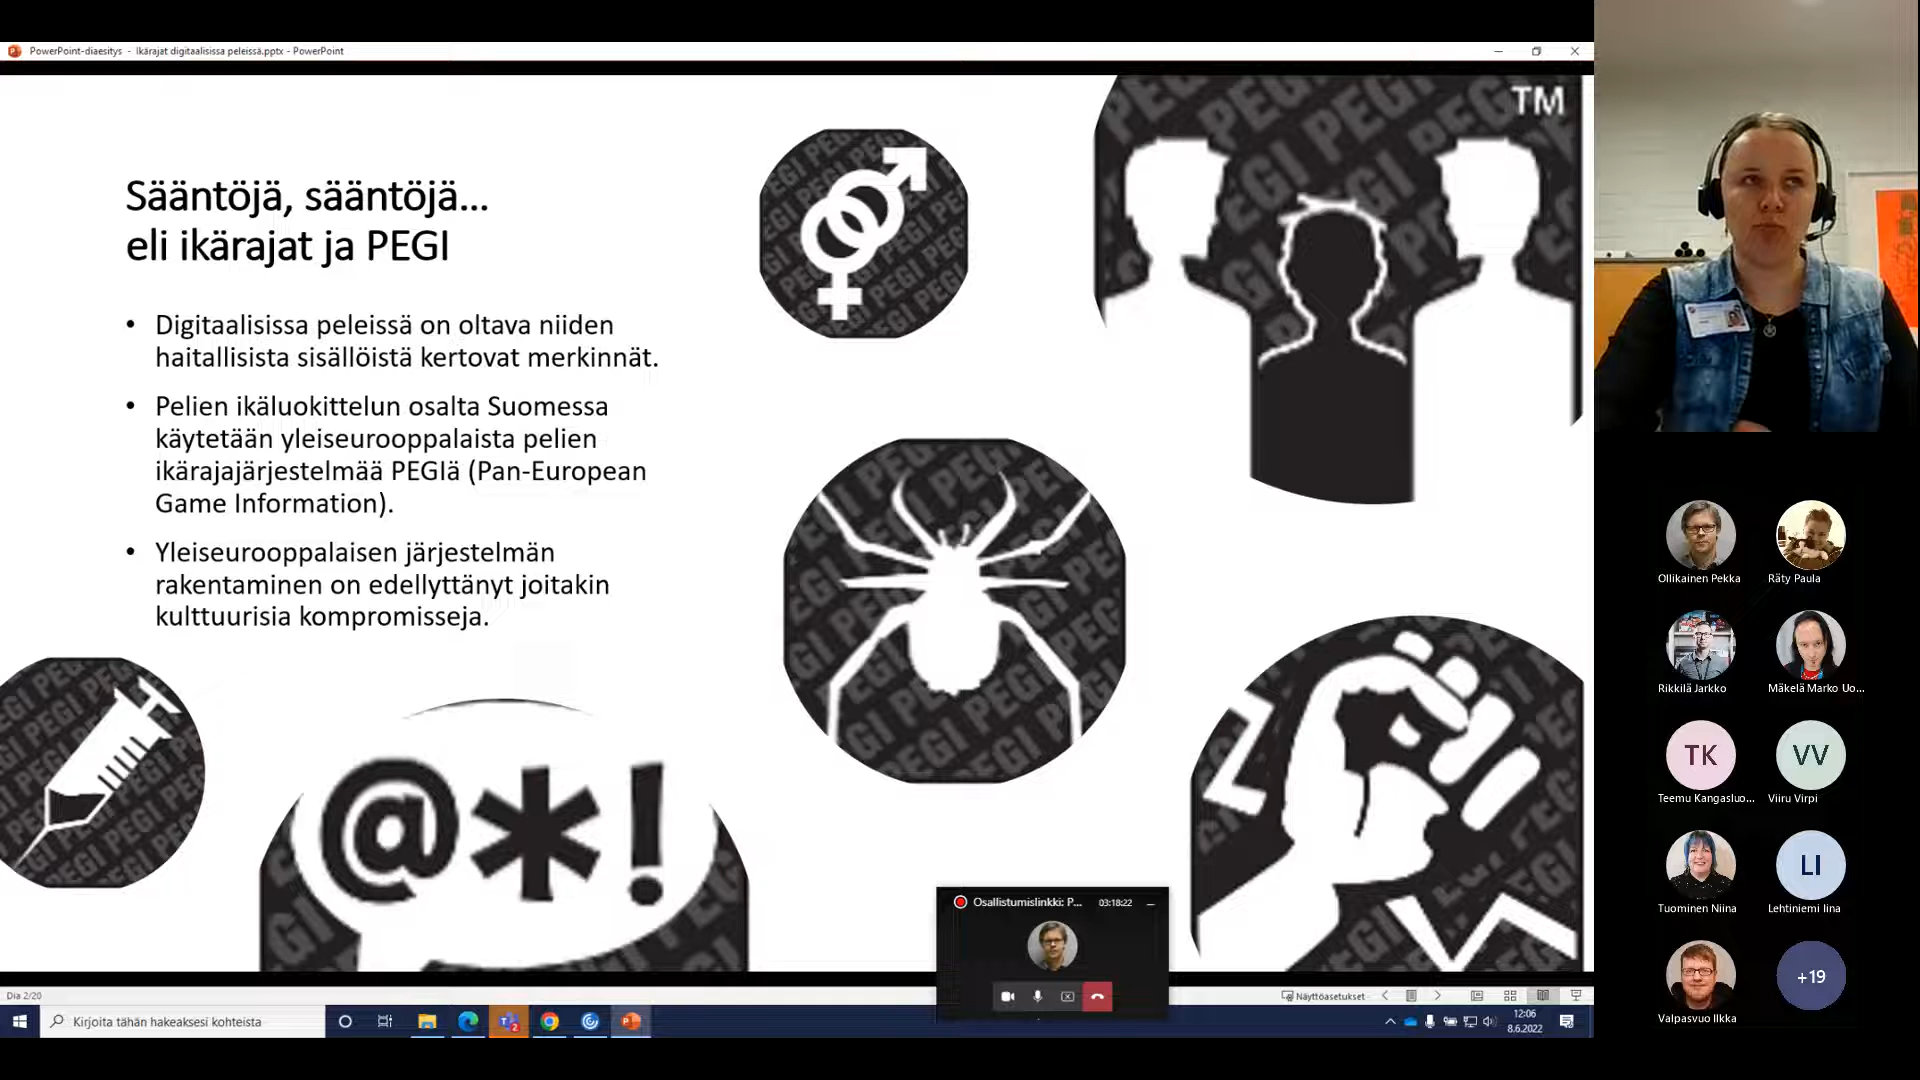 PowerPoint-diaesitys - Ikärajat digitaalisissa peleissä.pptx - PowerPoint
TM
Sääntöjä, sääntöjä...
eli ikärajat ja PEGI
• Digitaalisissa peleissä on oltava niiden
haitallisista sisällöistä kertovat merkinnät.
• Pelien ikäluokittelun osalta Suomessa
käytetään yleiseurooppalaista pelien
ikärajajärjestelmää PEGIä (Pan-European
Game Information).
• Yleiseurooppalaisen järjestelmän
rakentaminen on edellyttänyt joitakin
kulttuurisia kompromisseja.
PEGI
@*!
Osallistumislinkki: P... 03:18:22
Dia 2/20
Näyttöasetukset
Kirjoita tähän hakeaksesi kohteista
12:06
8.6.2022
Ollikainen Pekka
Räty Paula
Rikkilä Jarkko
Mäkelä Marko Uo...
TK
VV
Teemu Kangasluo...
Viiru Virpi
LI
Tuominen Niina
Lehtiniemi Iina
+19
Valpasvuo Ilkka